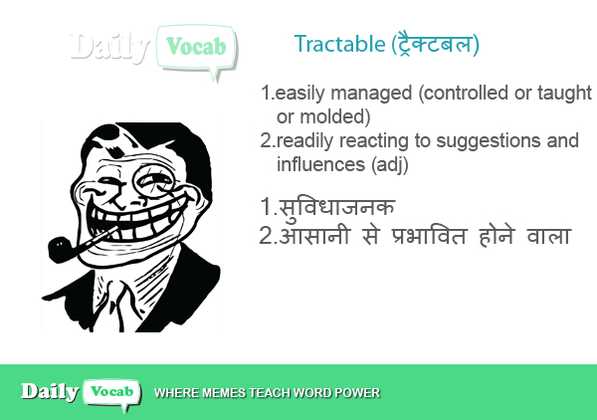 Daily Vocab
Tractable (ट्रैक्टबल)
1.easily managed (controlled or taught
or molded)
2.readily reacting to suggestions and
influences (adj)
1.सुविधाजनक
2.आसानी से प्रभावित होने वाला
Daily Vocab WHERE MEMES TEACH WORD POWER